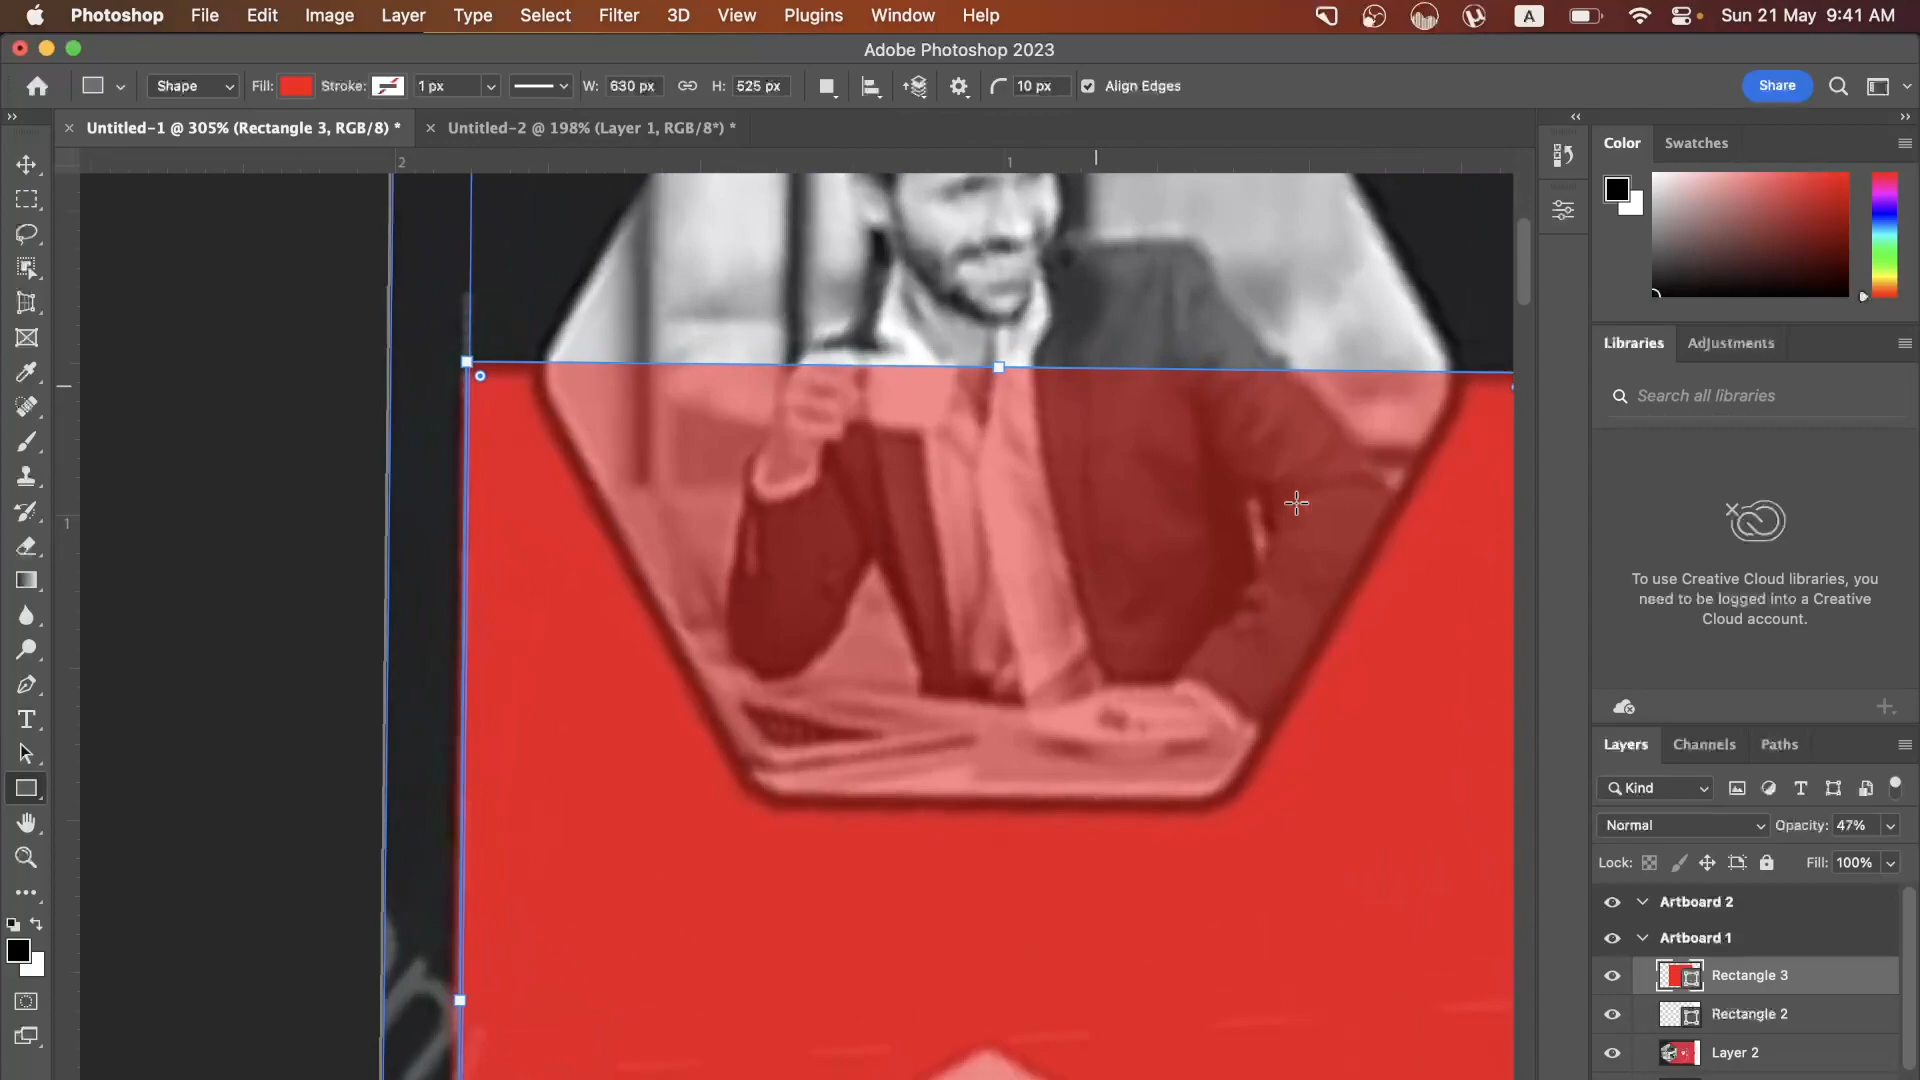 Photoshop File Edit Image Layer Type Select Filter 3D View Plugins Window Help A Sun 21 May 9:41 AM
Adobe Photoshop 2023
Shape Fill: Stroke: 1 px W: 630 px H: 525 px 10 px Align Edges Share
Untitled-1 @ 305% (Rectangle 3, RGB/8) * Untitled-2 @ 198% (Layer 1, RGB/8*) *
2 1
1
Color Swatches
Libraries Adjustments
Search all libraries
To use Creative Cloud libraries, you
need to be logged into a Creative
Cloud account.
Layers Channels Paths
Kind
Normal Opacity: 47%
Lock: Fill: 100%
Artboard 2
Artboard 1
Rectangle 3
Rectangle 2
Layer 2